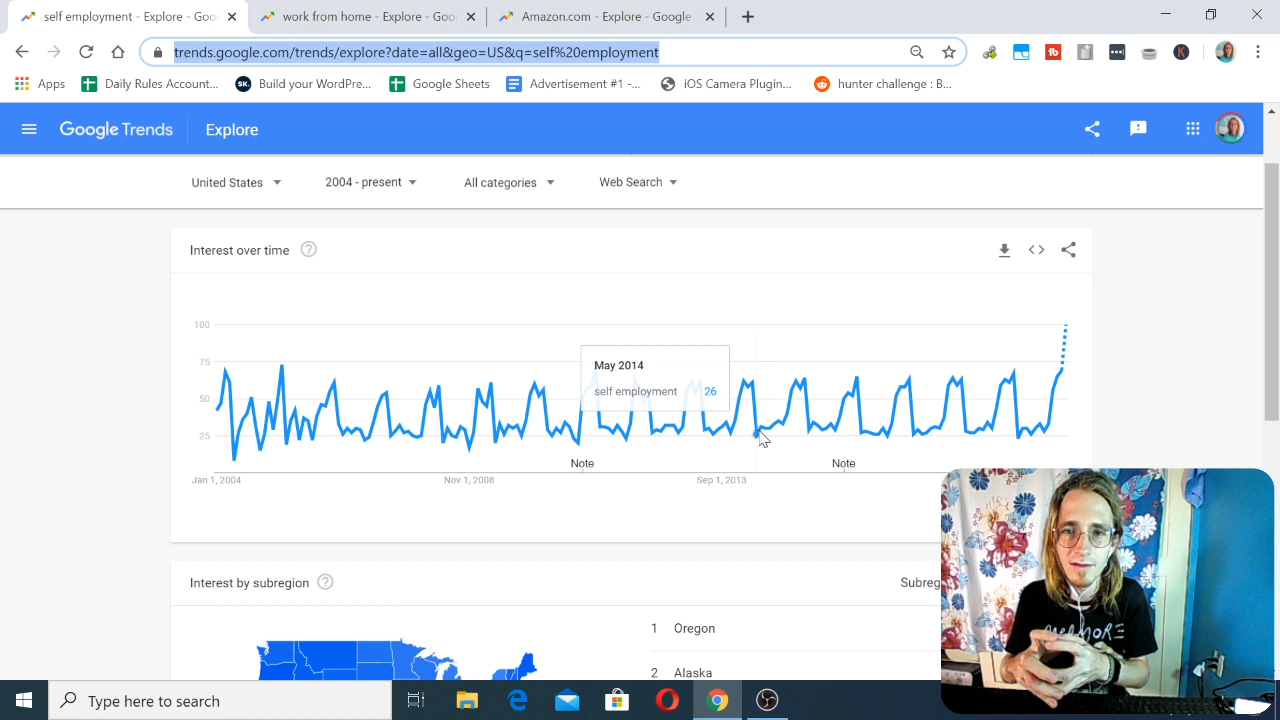 self employment - Explore - Goo
work from home - Explore - Goo
Amazon.com - Explore - Google
trends.google.com/trends/explore?date=all&geo=US&q=self%20employment
Apps
Daily Rules Account...
SK.
Build your WordPre...
Google Sheets
Advertisement #1 -...
iOS Camera Plugin...
hunter challenge : B...
Google Trends
Explore
United States
2004 - present
All categories
Web Search
Interest over time
100
75
50
25
May 2014
self employment 26
Note
Note
Jan 1, 2004
Nov 1, 2008
Sep 1, 2013
Interest by subregion
Subreg
1 Oregon
2 Alaska
Type here to search